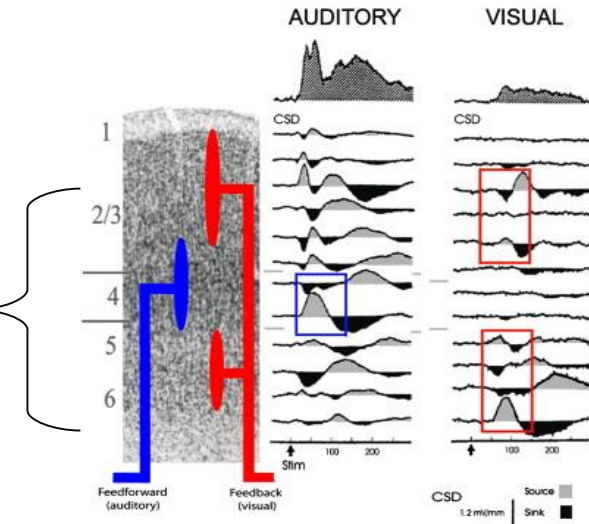 AUDITORY
VISUAL
CSD
CSD
1
2/3
4
5
6
100
200
100
200
Stim
Feedforward
(auditory)
Feedback
(visual)
CSD
1.2 mV/mm
Source
Sink